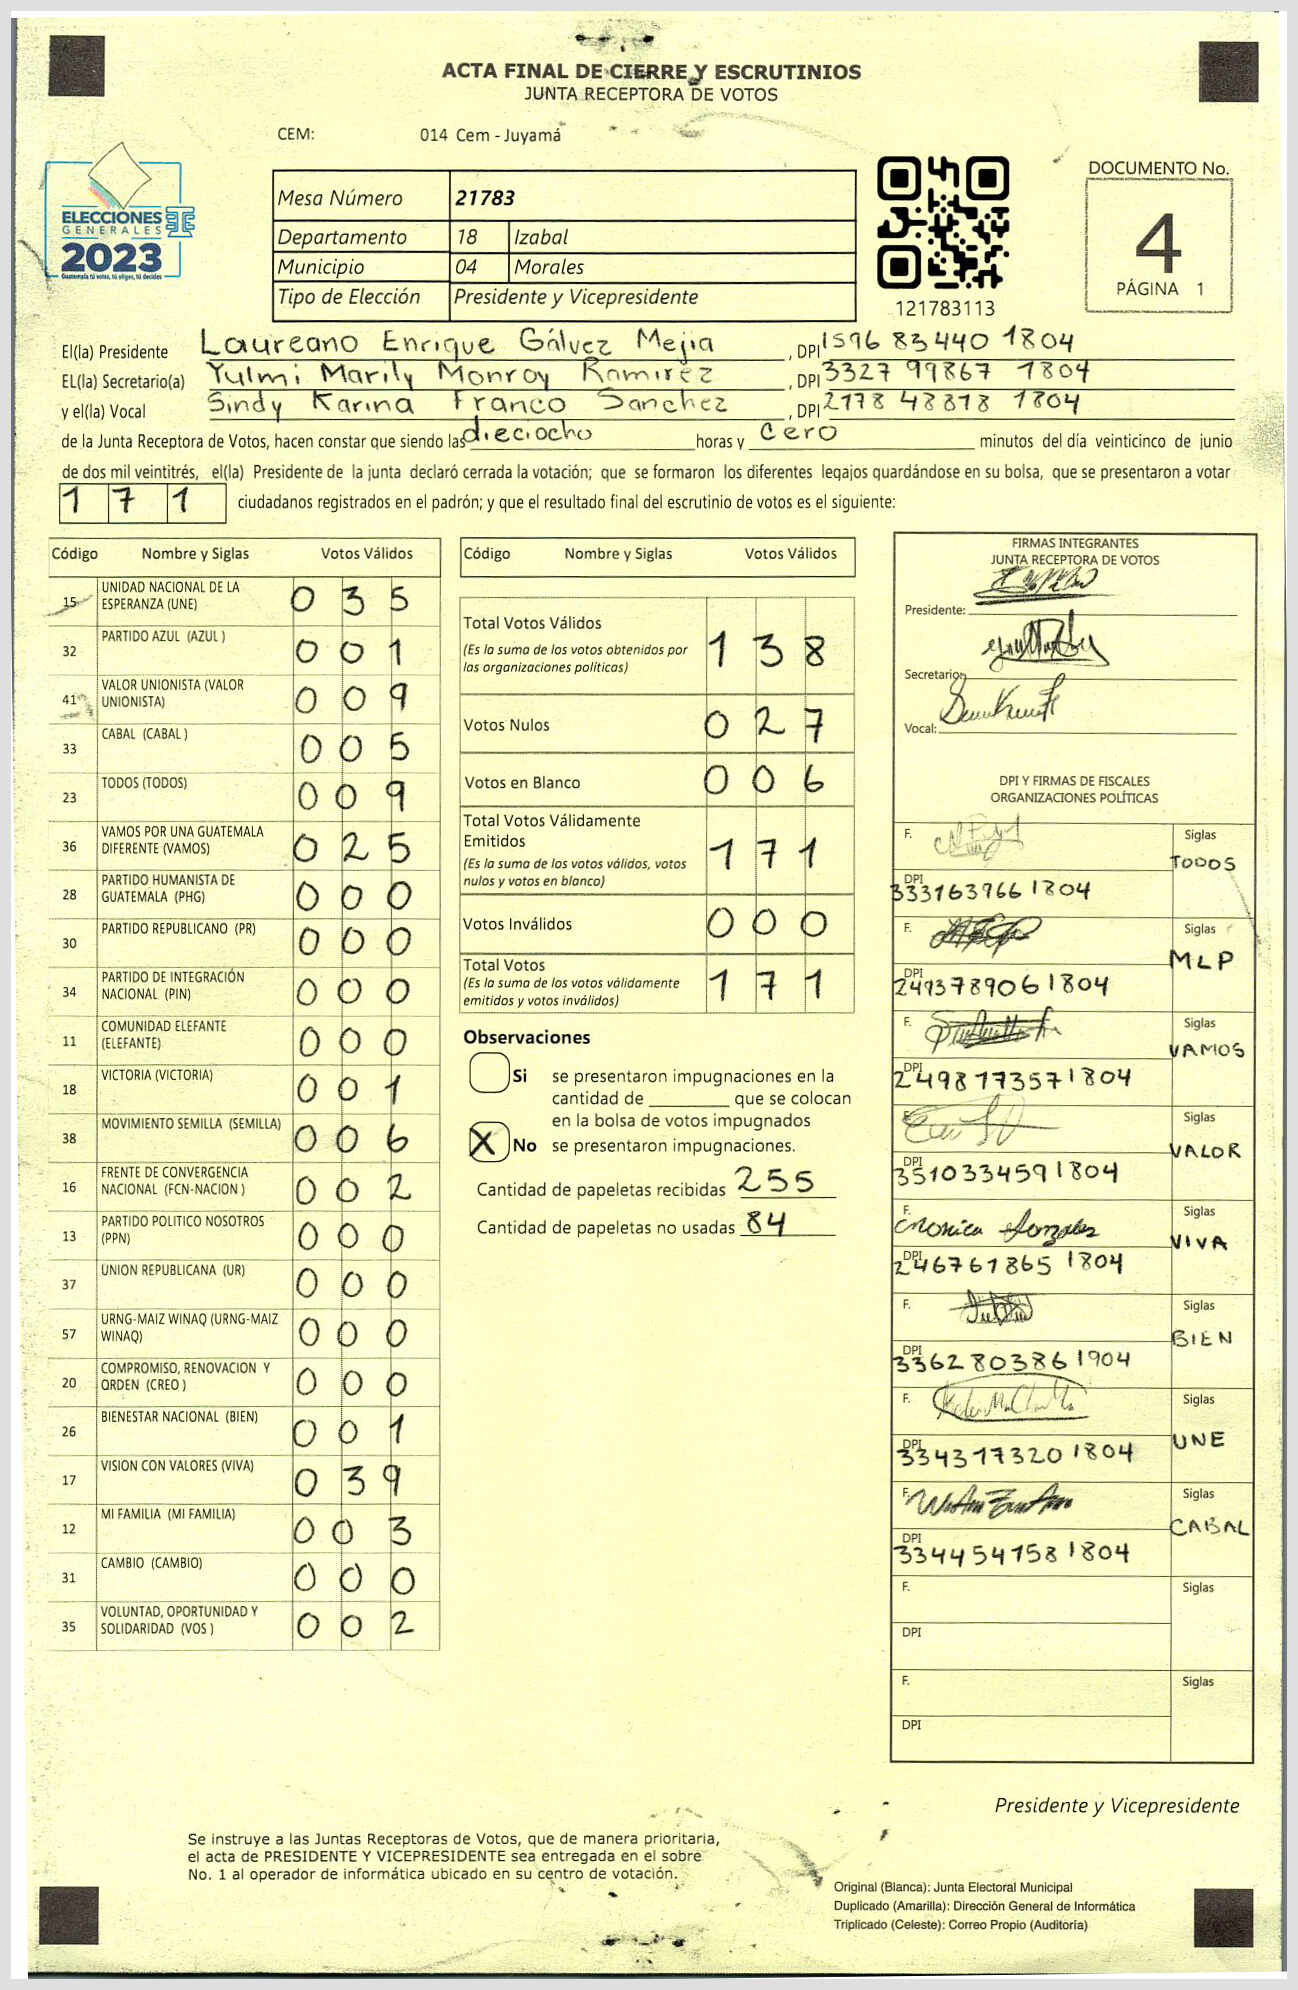 ACTA FINAL DE CIERRE Y ESCRUTINIOS
JUNTA RECEPTORA DE VOTOS
CEM: 014 Cem - Juyamá
ELECCIONES
GENERALES
2023
Guatemala tú votas, tú eliges, tú decides
Mesa Número 21783
Departamento 18 Izabal
Municipio 04 Morales
Tipo de Elección Presidente y Vicepresidente
121783113
DOCUMENTO No.
4
PÁGINA 1
El(la) Presidente Laureano Enrique Gálvez Mejia, DPI 1596 83440 1804
EL(la) Secretario(a) Yulmi Marily Monroy Ramirez, DPI 3327 99867 1804
y el(la) Vocal Sindy Karina Franco Sanchez, DPI 2178 48818 1804
de la Junta Receptora de Votos, hacen constar que siendo las dieciocho horas y cero minutos del día veinticinco de junio
de dos mil veintitrés, el(la) Presidente de la junta declaró cerrada la votación; que se formaron los diferentes legajos guardándose en su bolsa, que se presentaron a votar
171 ciudadanos registrados en el padrón; y que el resultado final del escrutinio de votos es el siguiente:
Código Nombre y Siglas Votos Válidos
15 UNIDAD NACIONAL DE LA ESPERANZA (UNE) 0 3 5
32 PARTIDO AZUL (AZUL ) 0 0 1
41 VALOR UNIONISTA (VALOR UNIONISTA) 0 0 9
33 CABAL (CABAL ) 0 0 5
23 TODOS (TODOS) 0 0 9
36 VAMOS POR UNA GUATEMALA DIFERENTE (VAMOS) 0 2 5
28 PARTIDO HUMANISTA DE GUATEMALA (PHG) 0 0 0
30 PARTIDO REPUBLICANO (PR) 0 0 0
34 PARTIDO DE INTEGRACIÓN NACIONAL (PIN) 0 0 0
11 COMUNIDAD ELEFANTE (ELEFANTE) 0 0 0
18 VICTORIA (VICTORIA) 0 0 1
38 MOVIMIENTO SEMILLA (SEMILLA) 0 0 6
16 FRENTE DE CONVERGENCIA NACIONAL (FCN-NACION ) 0 0 2
13 PARTIDO POLITICO NOSOTROS (PPN) 0 0 0
37 UNION REPUBLICANA (UR) 0 0 0
57 URNG-MAIZ WINAQ (URNG-MAIZ WINAQ) 0 0 0
20 COMPROMISO, RENOVACION Y ORDEN (CREO ) 0 0 0
26 BIENESTAR NACIONAL (BIEN) 0 0 1
17 VISION CON VALORES (VIVA) 0 3 9
12 MI FAMILIA (MI FAMILIA) 0 0 3
31 CAMBIO (CAMBIO) 0 0 0
35 VOLUNTAD, OPORTUNIDAD Y SOLIDARIDAD (VOS ) 0 0 2
Código Nombre y Siglas Votos Válidos
Total Votos Válidos 1 3 8
(Es la suma de los votos obtenidos por
las organizaciones políticas)
Votos Nulos 0 2 7
Votos en Blanco 0 0 6
Total Votos Válidamente
Emitidos 1 7 1
(Es la suma de los votos válidos, votos
nulos y votos en blanco)
Votos Inválidos 0 0 0
Total Votos 1 7 1
(Es la suma de los votos válidamente
emitidos y votos inválidos)
Observaciones
Si se presentaron impugnaciones en la
cantidad de que se colocan
en la bolsa de votos impugnados
X No se presentaron impugnaciones.
Cantidad de papeletas recibidas 255
Cantidad de papeletas no usadas 84
FIRMAS INTEGRANTES
JUNTA RECEPTORA DE VOTOS
Presidente:
Secretario:
Vocal:
DPI Y FIRMAS DE FISCALES
ORGANIZACIONES POLÍTICAS
F. Siglas
TODOS
DPI 333163966 1804
F. Siglas
MLP
DPI 249378906 1804
F. Siglas
VAMOS
DPI 249817357 1804
F. Siglas
VALOR
DPI 351033459 1804
F. Siglas
VIVA
DPI 246761865 1804
F. Siglas
BIEN
DPI 336280386 1904
F. Siglas
UNE
DPI 334317320 1804
F. Siglas
CABAL
DPI 334454758 1804
F. Siglas
DPI
F. Siglas
DPI
Presidente y Vicepresidente
Se instruye a las Juntas Receptoras de Votos, que de manera prioritaria,
el acta de PRESIDENTE Y VICEPRESIDENTE sea entregada en el sobre
No. 1 al operador de informática ubicado en su centro de votación.
Original (Blanca): Junta Electoral Municipal
Duplicado (Amarilla): Dirección General de Informática
Triplicado (Celeste): Correo Propio (Auditoría)